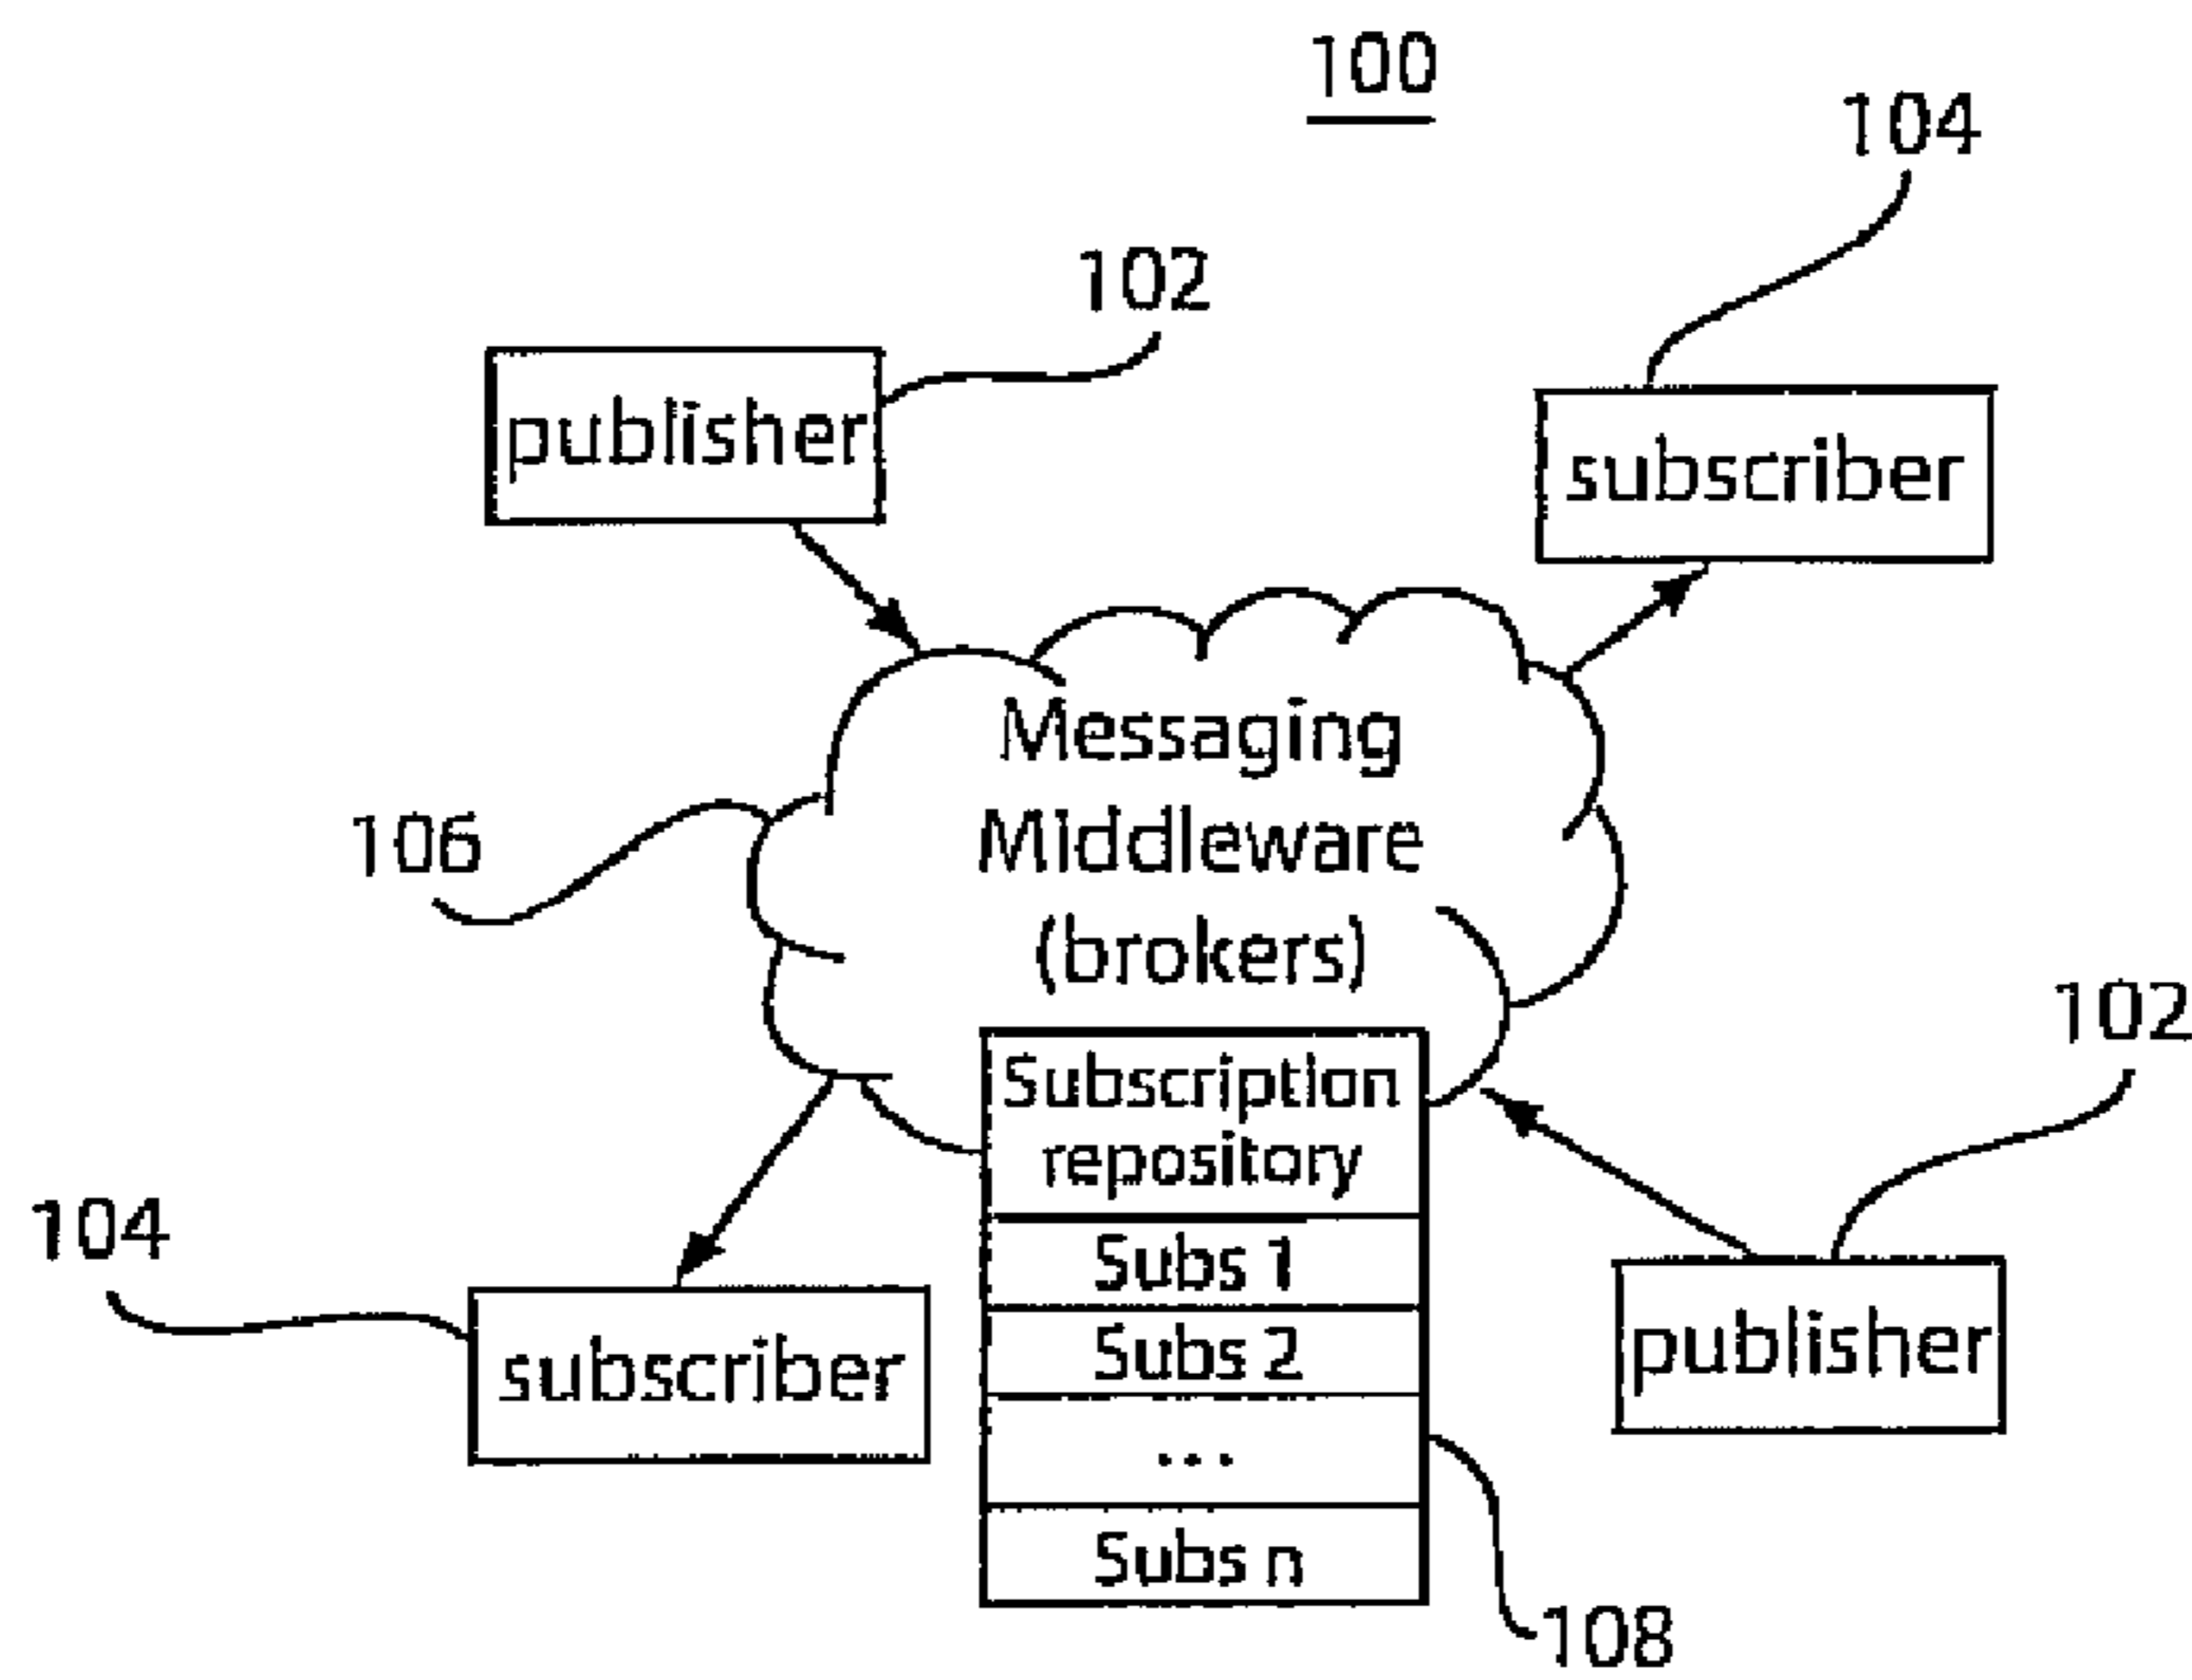 100
104
102
publisher
subscriber
Messaging
106
Middleware
(brokers)
102
Subscription
repository
104
Subs 1
publisher
subscriber
Subs 2
...
Subs n
108